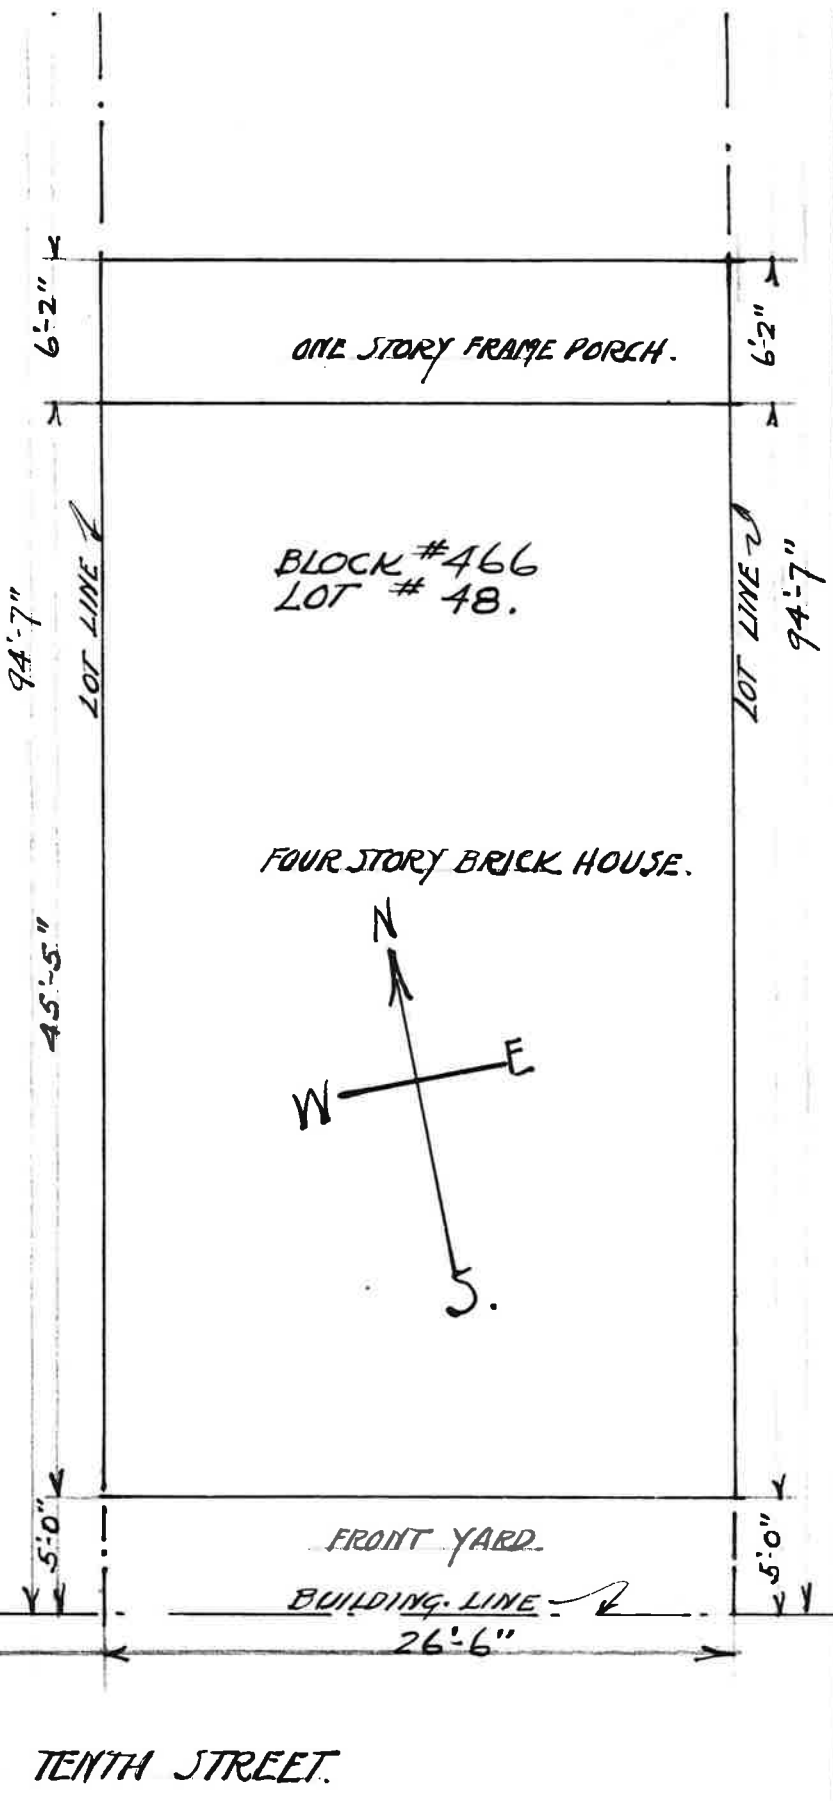 6'-2"
ONE STORY FRAME PORCH.
6'-2"
BLOCK #466
LOT # 48.
LOT LINE
LOT LINE
94'-7"
94'-7"
FOUR STORY BRICK HOUSE.
N
45'-5"
E
W
S.
5'-0"
FRONT YARD.
5'-0"
BUILDING. LINE
26'-6"
TENTH STREET.